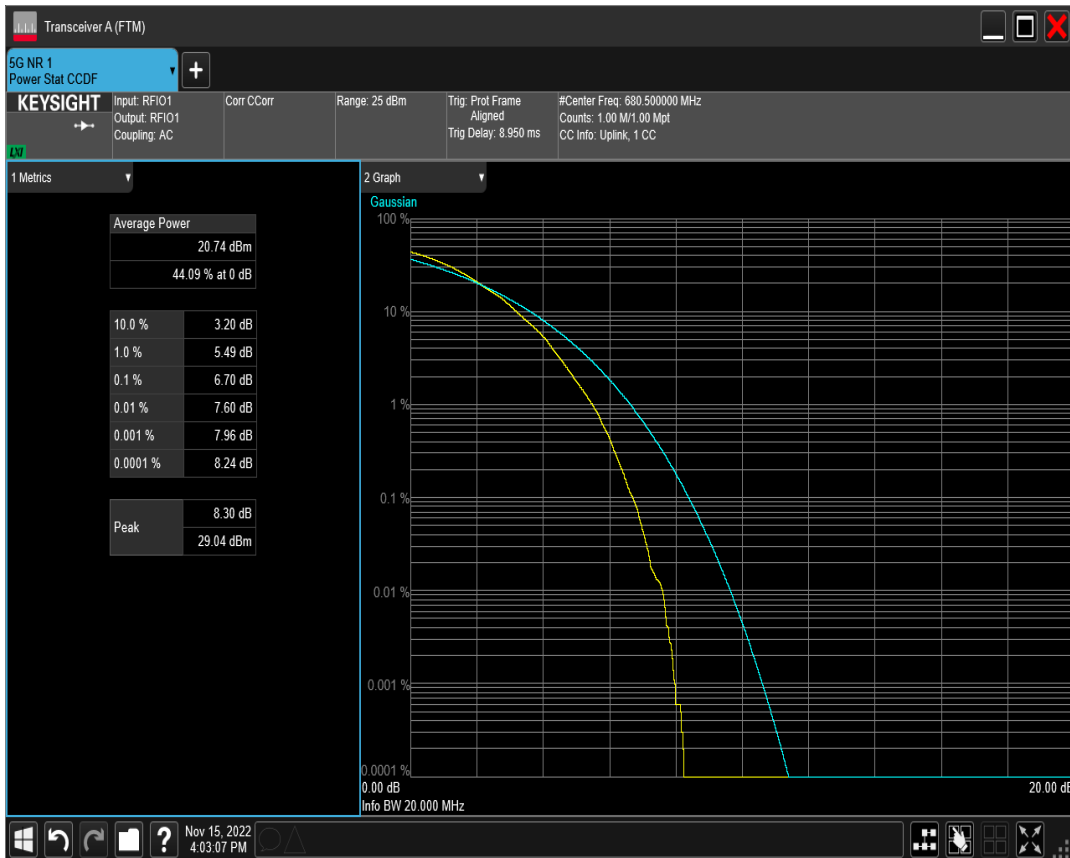 Transceiver A (FTM)
5G NR 1
Power Stat CCDF
+
KEYSIGHT
LXI
Input: RFIO1
Output: RFIO1
Coupling: AC
Corr CCorr
Range: 25 dBm
Trig: Prot Frame
Aligned
Trig Delay: 8.950 ms
#Center Freq: 680.500000 MHz
Counts: 1.00 M/1.00 Mpt
CC Info: Uplink, 1 CC
1 Metrics
Average Power
20.74 dBm
44.09 % at 0 dB
10.0 % 3.20 dB
1.0 % 5.49 dB
0.1 % 6.70 dB
0.01 % 7.60 dB
0.001 % 7.96 dB
0.0001 % 8.24 dB
Peak
8.30 dB
29.04 dBm
2 Graph
Gaussian
100 %
10 %
1 %
0.1 %
0.01 %
0.001 %
0.0001 %
0.00 dB 20.00 dB
Info BW 20.000 MHz
?
Nov 15, 2022
4:03:07 PM